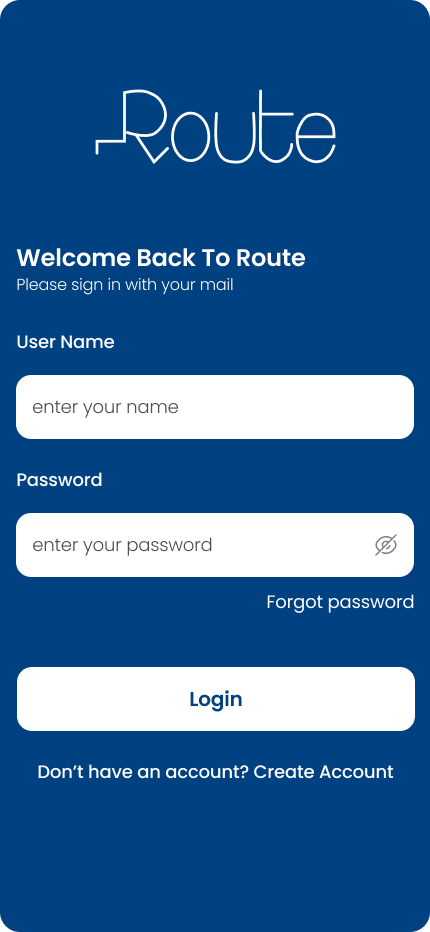 Route
Welcome Back To Route
Please sign in with your mail
User Name
enter your name
Password
enter your password
Forgot password
Login
Don’t have an account? Create Account